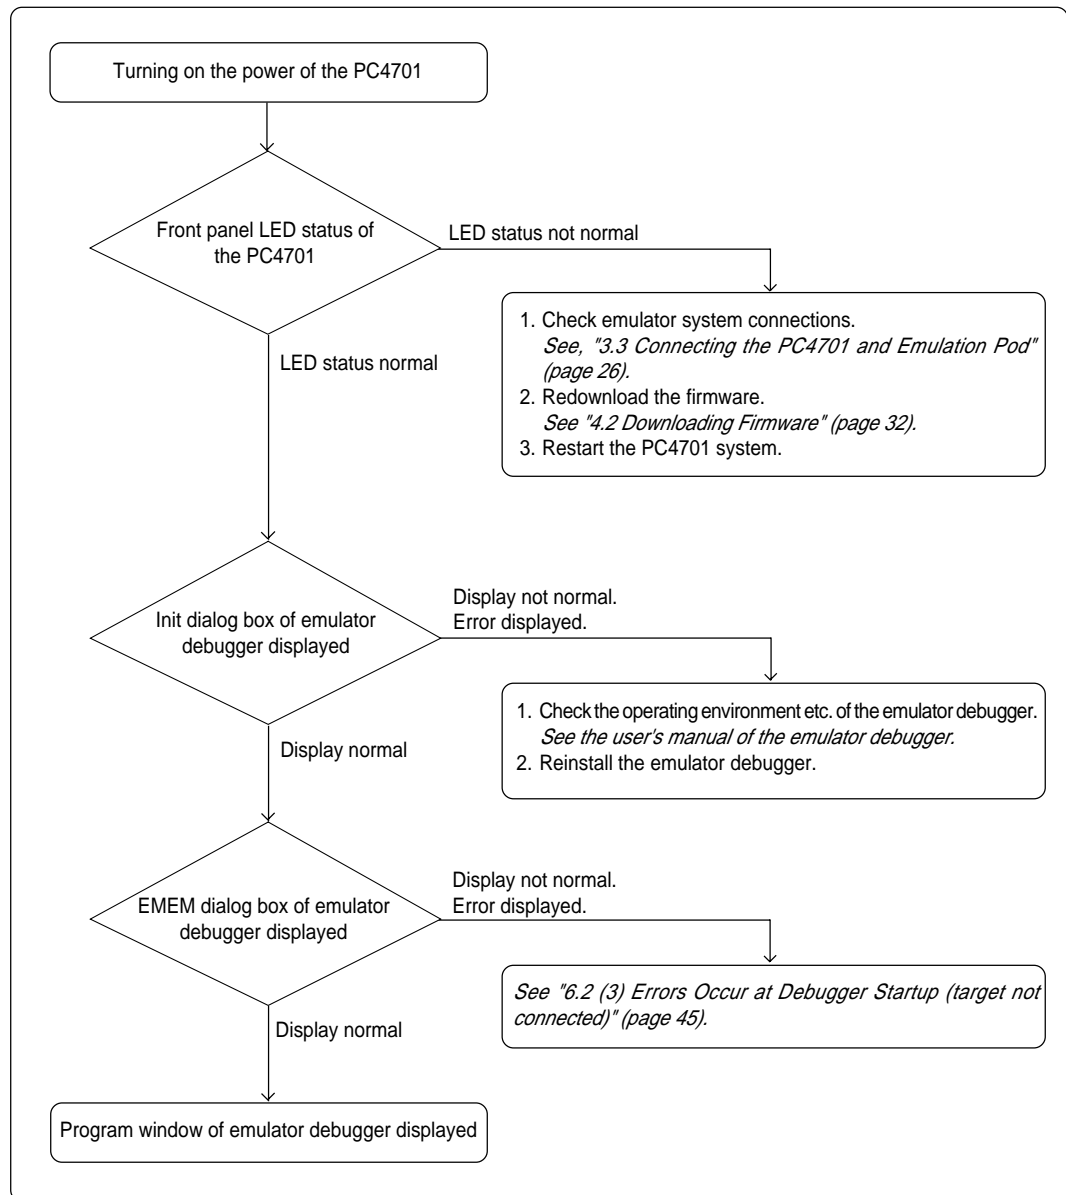 Turning on the power of the PC4701
Front panel LED status of
the PC4701
LED status not normal
1. Check emulator system connections.
See, "3.3 Connecting the PC4701 and Emulation Pod"
(page 26).
2. Redownload the firmware.
See "4.2 Downloading Firmware" (page 32).
3. Restart the PC4701 system.
LED status normal
Init dialog box of emulator
debugger displayed
Display not normal.
Error displayed.
1. Check the operating environment etc. of the emulator debugger.
See the user's manual of the emulator debugger.
2. Reinstall the emulator debugger.
Display normal
EMEM dialog box of emulator
debugger displayed
Display not normal.
Error displayed.
See "6.2 (3) Errors Occur at Debugger Startup (target not
connected)" (page 45).
Display normal
Program window of emulator debugger displayed